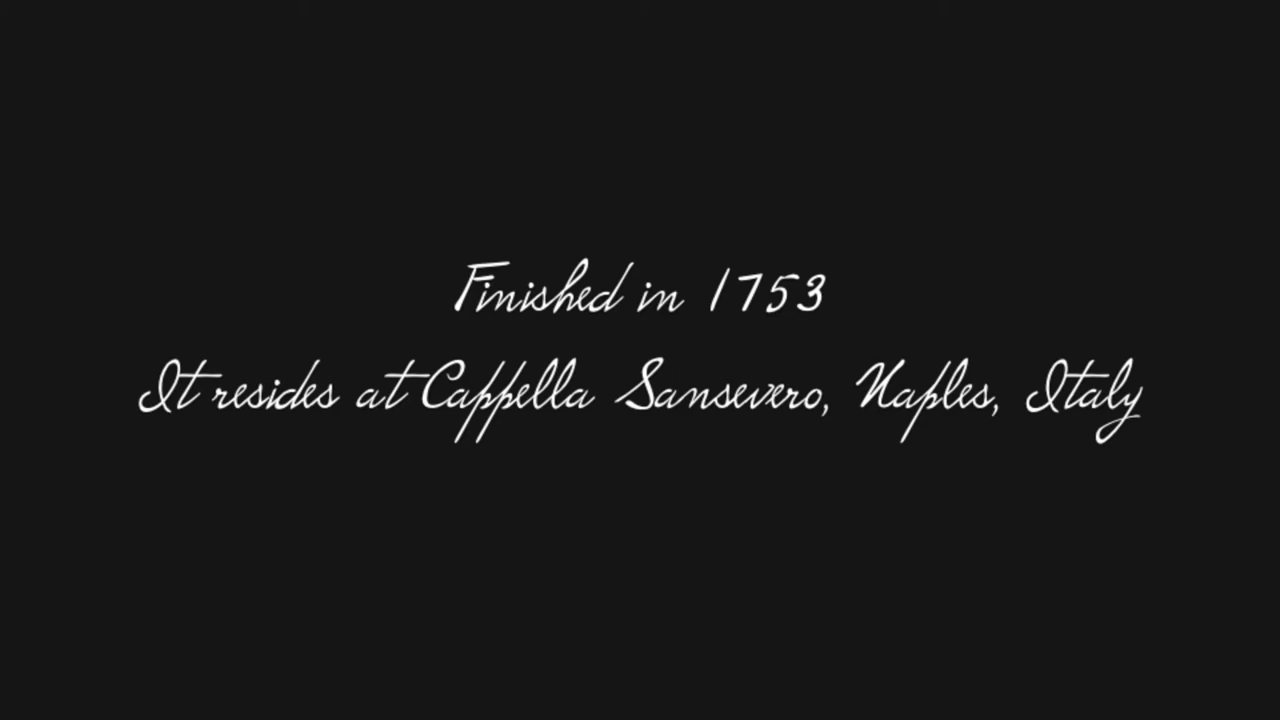 Finished in 1753
It resides at Cappella Sansevero, Naples, Italy